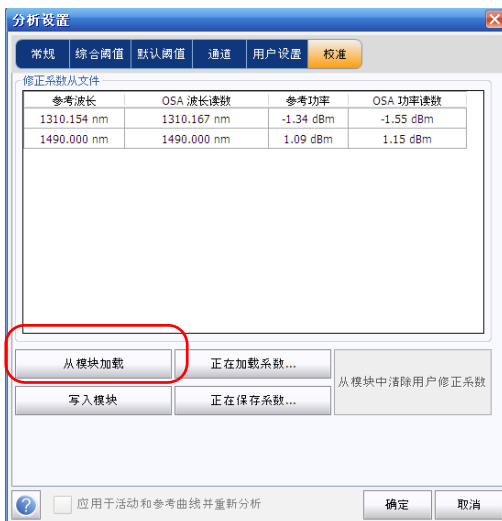 分析设置
常规 综合阈值 默认阈值 通道 用户设置 校准
修正系数从文件
参考波长 OSA 波长读数 参考功率 OSA 功率读数
1310.154 nm 1310.167 nm -1.34 dBm -1.55 dBm
1490.000 nm 1490.000 nm 1.09 dBm 1.15 dBm
从模块加载 正在加载系数...
从模块中清除用户修正系数
写入模块 正在保存系数...
? 应用于活动和参考曲线并重新分析 确定 取消